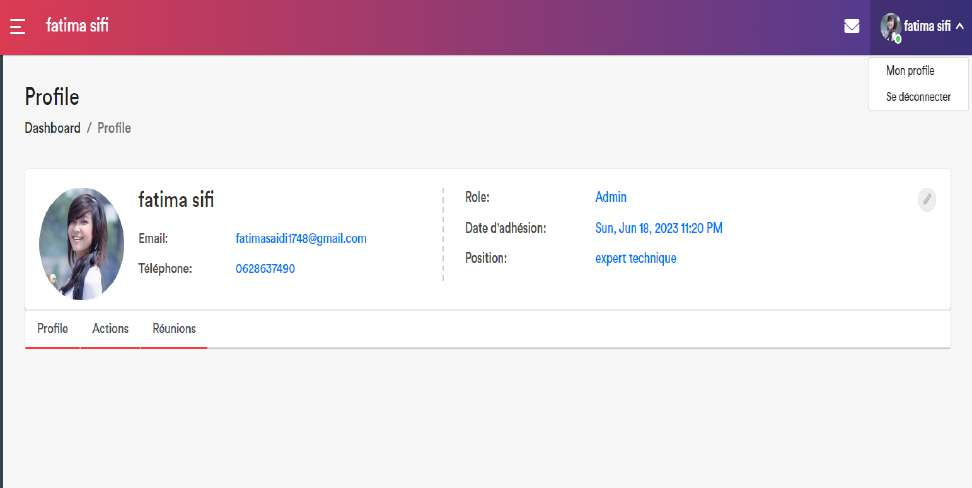 fatima sifi
fatima sifi
Mon profile
Se déconnecter
Profile
Dashboard / Profile
fatima sifi
Email: fatimasaidi1748@gmail.com
Téléphone: 0628637490
Role: Admin
Date d'adhésion: Sun, Jun 18, 2023 11:20 PM
Position: expert technique
Profile Actions Réunions